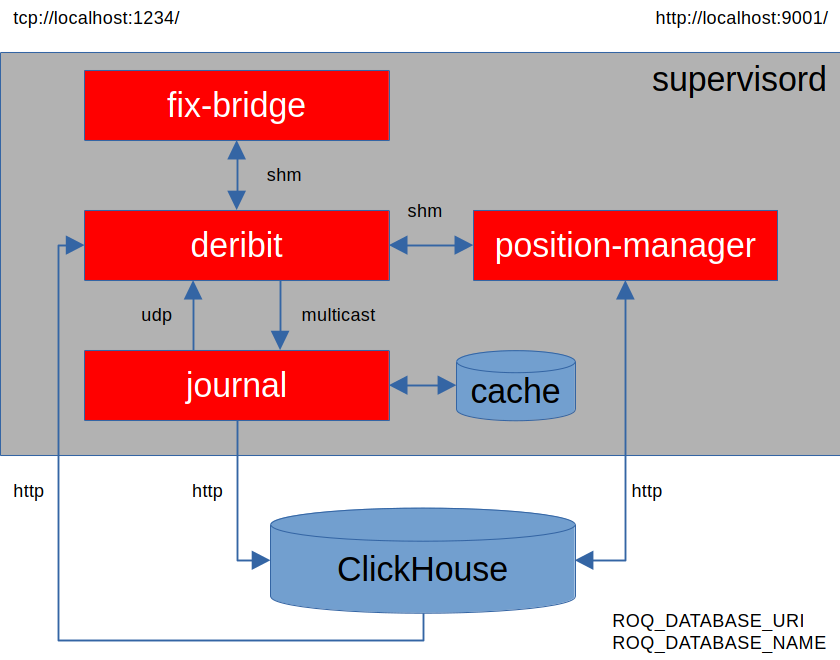 tcp://localhost:1234/
http://localhost:9001/
supervisord
fix-bridge
shm
shm
deribit
position-manager
udp
multicast
journal
cache
http
http
http
ClickHouse
ROQ_DATABASE_URI
ROQ_DATABASE_NAME